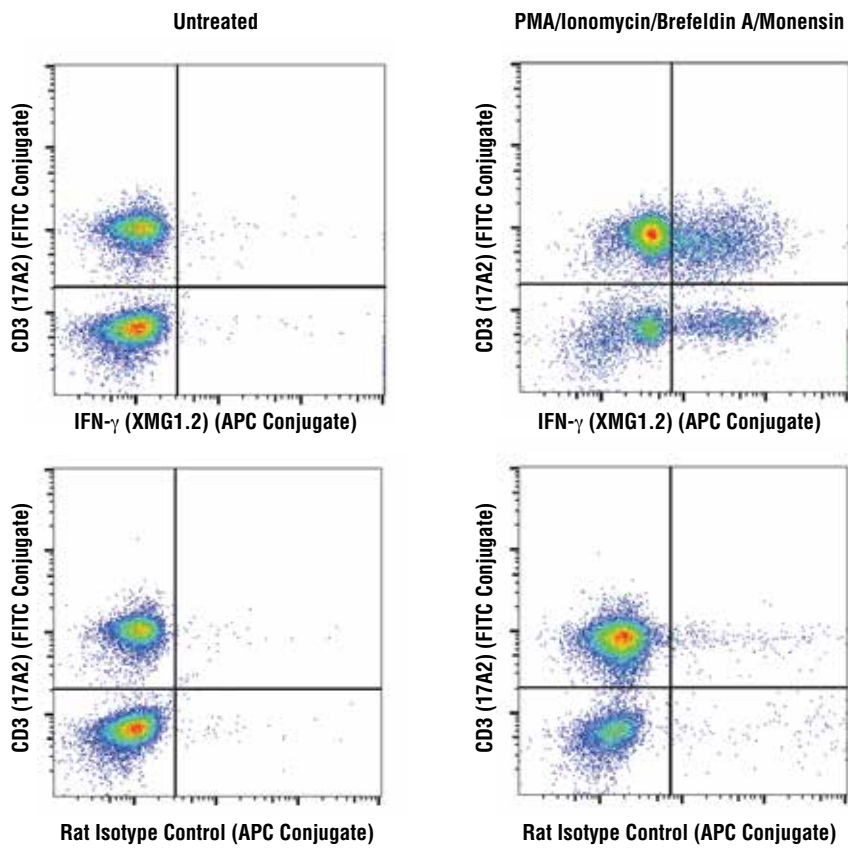 Untreated
PMA/Ionomycin/Brefeldin A/Monensin
CD3 (17A2) (FITC Conjugate)
IFN-γ (XMG1.2) (APC Conjugate)
CD3 (17A2) (FITC Conjugate)
IFN-γ (XMG1.2) (APC Conjugate)
CD3 (17A2) (FITC Conjugate)
Rat Isotype Control (APC Conjugate)
CD3 (17A2) (FITC Conjugate)
Rat Isotype Control (APC Conjugate)